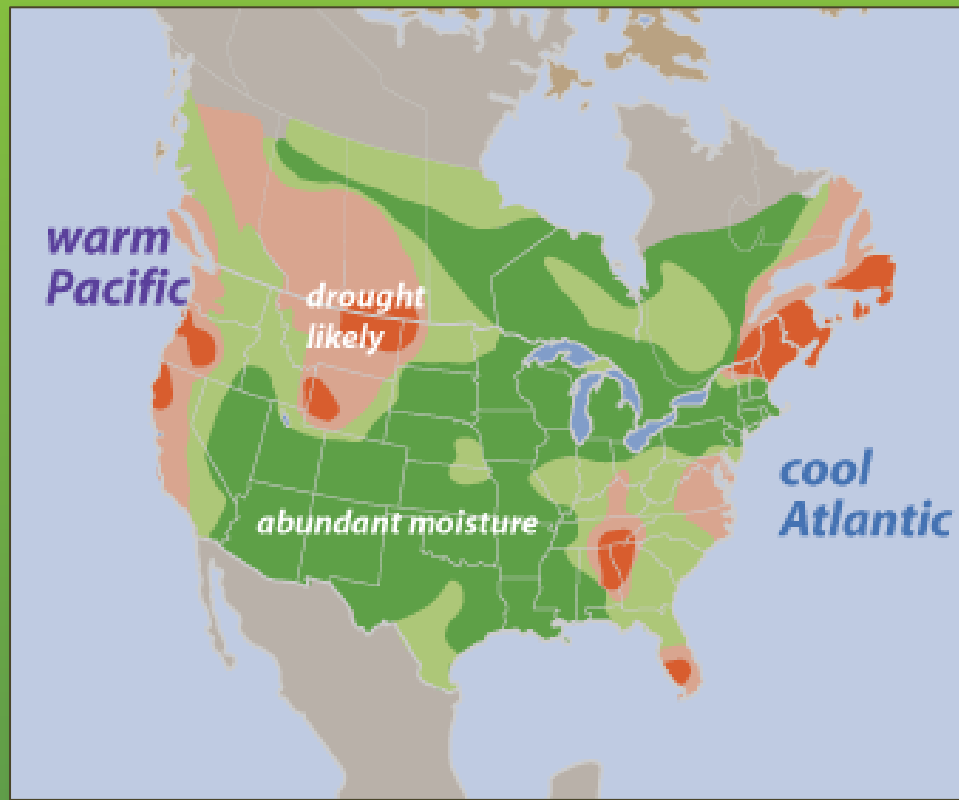 warm
Pacific
drought
likely
cool
Atlantic
abundant moisture